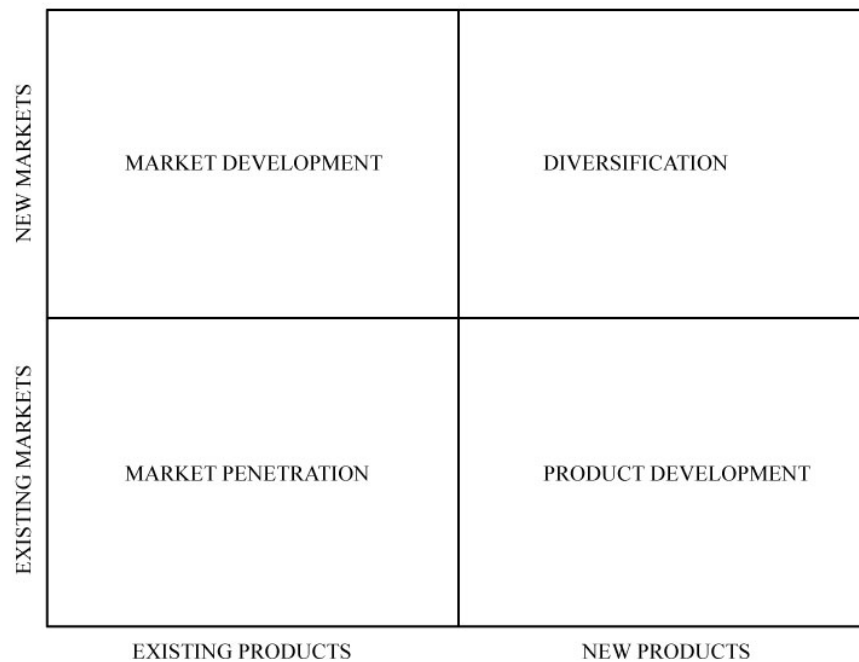 NEW MARKETS
MARKET DEVELOPMENT
DIVERSIFICATION
EXISTING MARKETS
MARKET PENETRATION
PRODUCT DEVELOPMENT
EXISTING PRODUCTS
NEW PRODUCTS